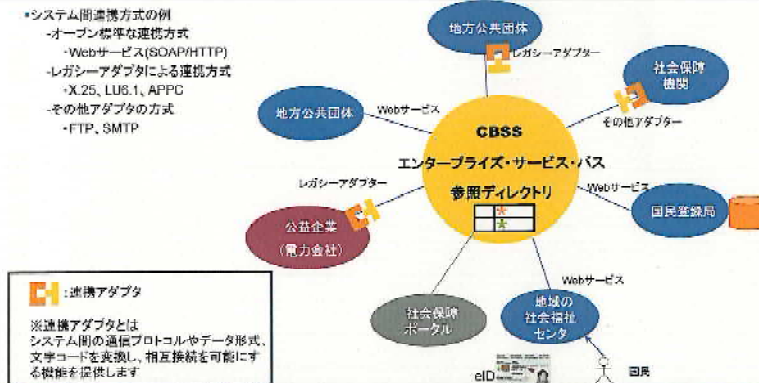 ▪システム間連携方式の例
-オープン標準な連携方式
・Webサービス(SOAP/HTTP)
-レガシーアダプタによる連携方式
・X.25、LU6.1、APPC
-その他アダプタの方式
・FTP、SMTP
地方公共団体
レガシーアダプター
社会保障
機関
その他アダプター
地方公共団体
Webサービス
CBSS
エンタープライズ・サービス・バス
参照ディレクトリ
*
*
レガシーアダプター
公益企業
(電力会社)
Webサービス
国民登録局
Webサービス
社会保障
ポータル
地域の
社会福祉
センタ
eID
国民
:連携アダプタ
※連携アダプタとは
システム間の通信プロトコルやデータ形式、
文字コードを変換し、相互接続を可能にす
る機能を提供します